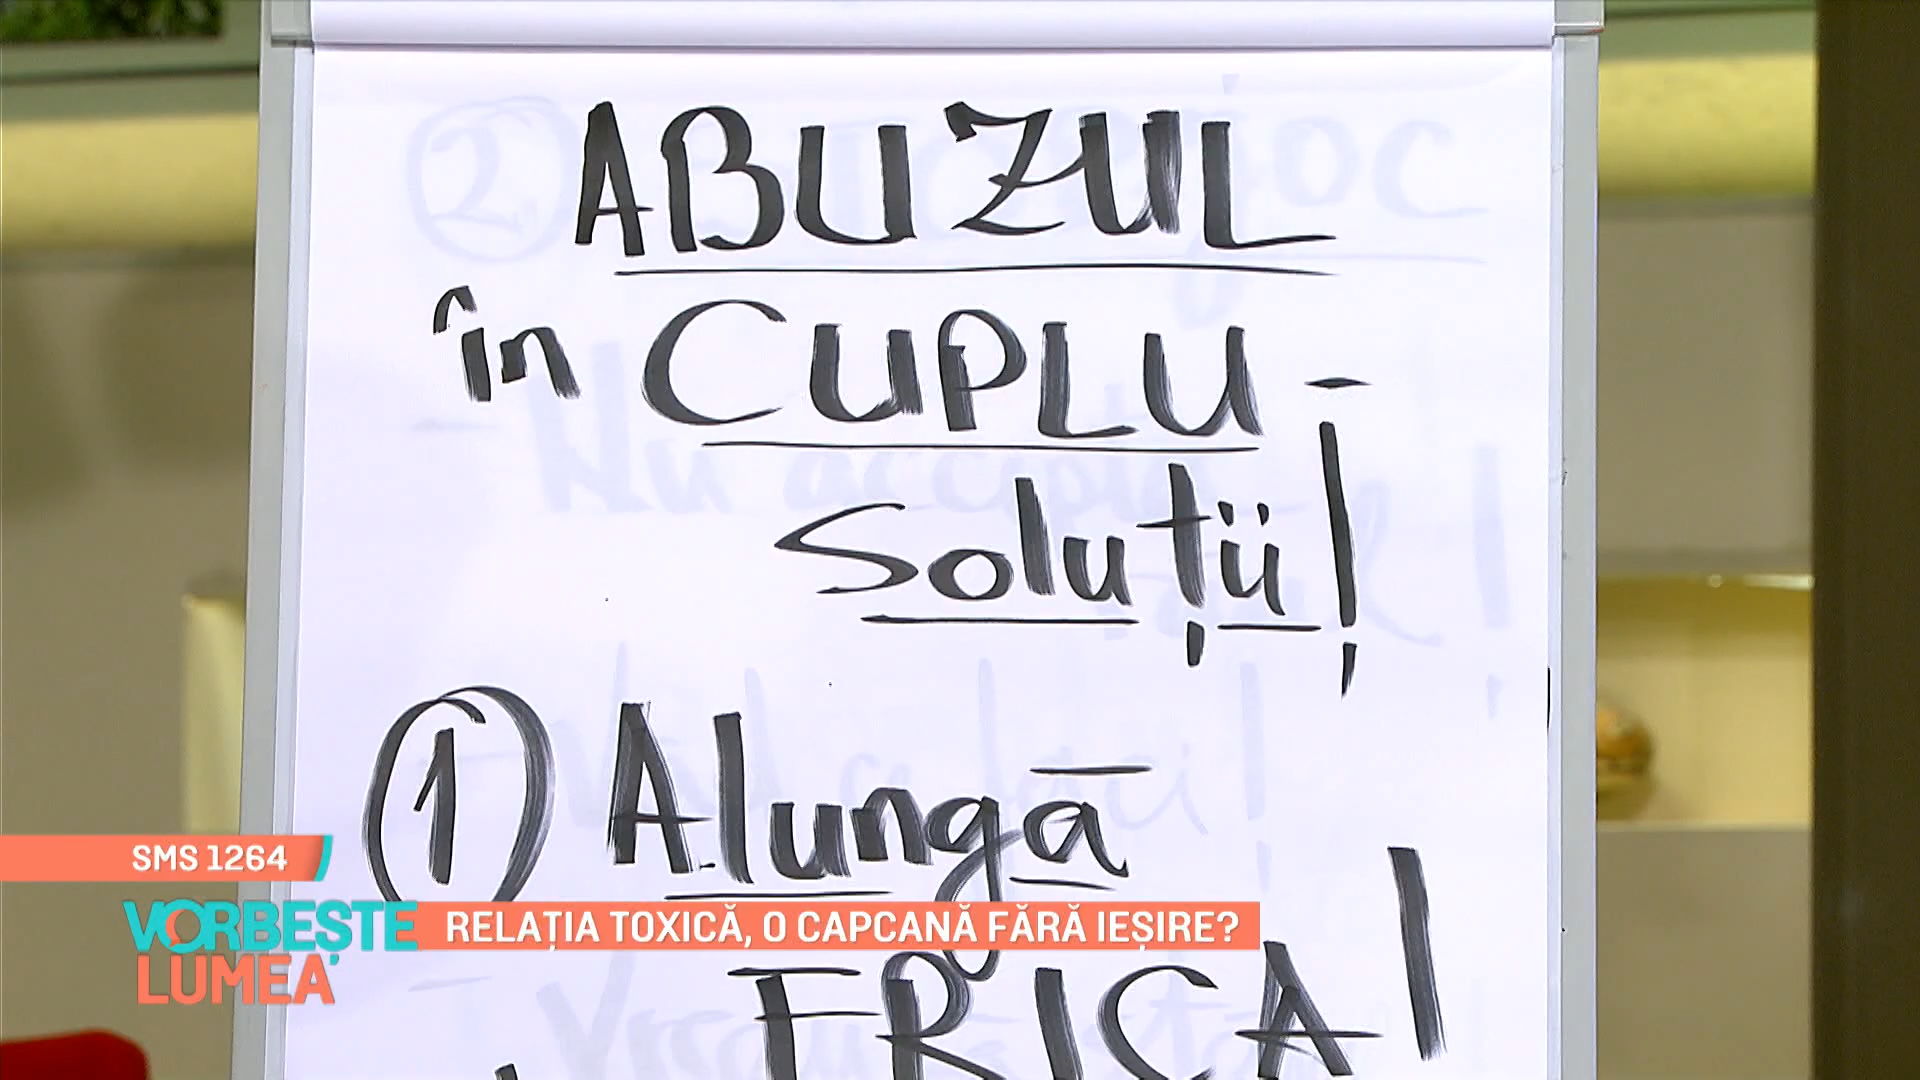 ABUZUL
în CUPLU -
Soluții!
① Alungă
FRICA!
SMS 1264
VORBEȘTE
LUMEA
RELAȚIA TOXICĂ, O CAPCANĂ FĂRĂ IEȘIRE?